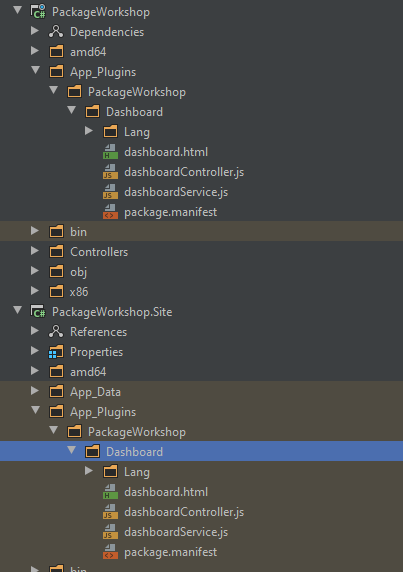 PackageWorkshop
Dependencies
amd64
App_Plugins
PackageWorkshop
Dashboard
Lang
dashboard.html
dashboardController.js
dashboardService.js
package.manifest
bin
Controllers
obj
x86
PackageWorkshop.Site
References
Properties
amd64
App_Data
App_Plugins
PackageWorkshop
Dashboard
Lang
dashboard.html
dashboardController.js
dashboardService.js
package.manifest
bin